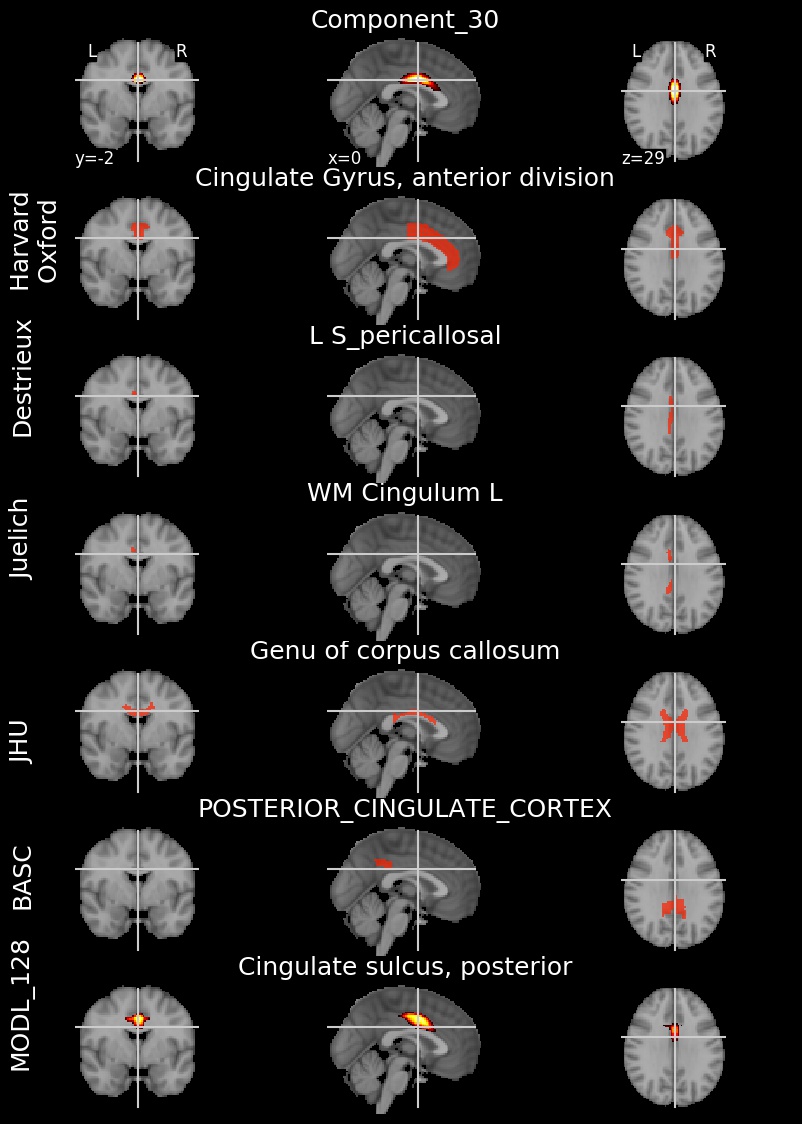 Component_30
L R L R
y=-2 x=0 z=29
Cingulate Gyrus, anterior division
Harvard
Oxford
L S_pericallosal
Destrieux
WM Cingulum L
Juelich
Genu of corpus callosum
JHU
POSTERIOR_CINGULATE_CORTEX
BASC
Cingulate sulcus, posterior
MODL_128